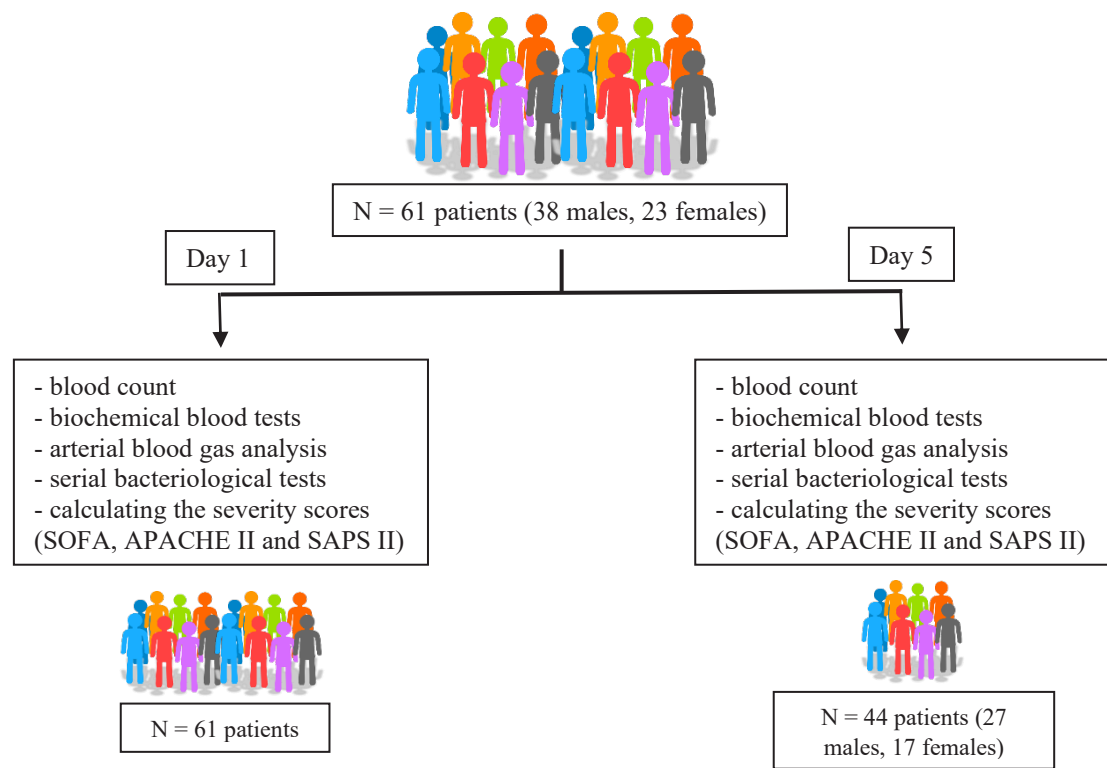 N = 61 patients (38 males, 23 females)
Day 1
Day 5
- blood count
- biochemical blood tests
- arterial blood gas analysis
- serial bacteriological tests
- calculating the severity scores
(SOFA, APACHE II and SAPS II)
- blood count
- biochemical blood tests
- arterial blood gas analysis
- serial bacteriological tests
- calculating the severity scores
(SOFA, APACHE II and SAPS II)
N = 61 patients
N = 44 patients (27
males, 17 females)